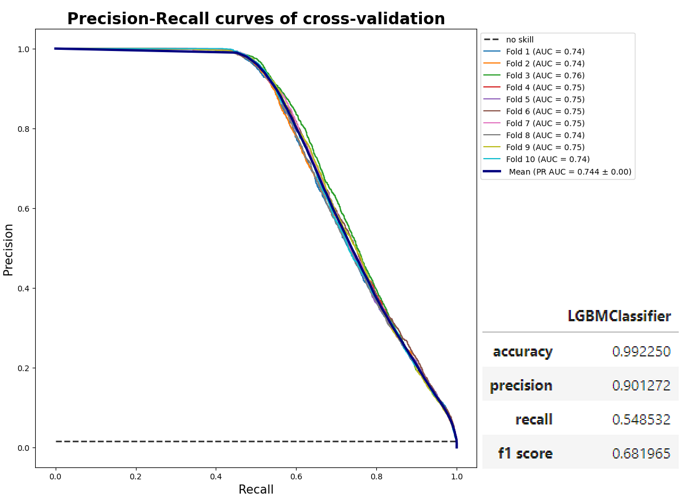 Precision-Recall curves of cross-validation
1.0
0.8
0.6
0.4
0.2
0.0
Precision
0.0
0.2
0.4
0.6
0.8
1.0
Recall
no skill
Fold 1 (AUC = 0.74)
Fold 2 (AUC = 0.74)
Fold 3 (AUC = 0.76)
Fold 4 (AUC = 0.75)
Fold 5 (AUC = 0.75)
Fold 6 (AUC = 0.75)
Fold 7 (AUC = 0.75)
Fold 8 (AUC = 0.74)
Fold 9 (AUC = 0.75)
Fold 10 (AUC = 0.74)
Mean (PR AUC = 0.744 ± 0.00)
LGBMClassifier
accuracy 0.992250
precision 0.901272
recall 0.548532
f1 score 0.681965